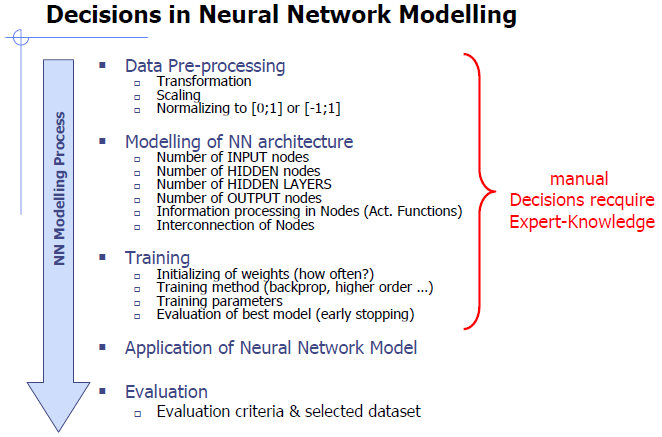 Decisions in Neural Network Modelling
NN Modelling Process
Data Pre-processing
Transformation
Scaling
Normalizing to [0;1] or [-1;1]
Modelling of NN architecture
Number of INPUT nodes
Number of HIDDEN nodes
Number of HIDDEN LAYERS
Number of OUTPUT nodes
Information processing in Nodes (Act. Functions)
Interconnection of Nodes
Training
Initializing of weights (how often?)
Training method (backprop, higher order ...)
Training parameters
Evaluation of best model (early stopping)
Application of Neural Network Model
Evaluation
Evaluation criteria & selected dataset
manual
Decisions recquire
Expert-Knowledge